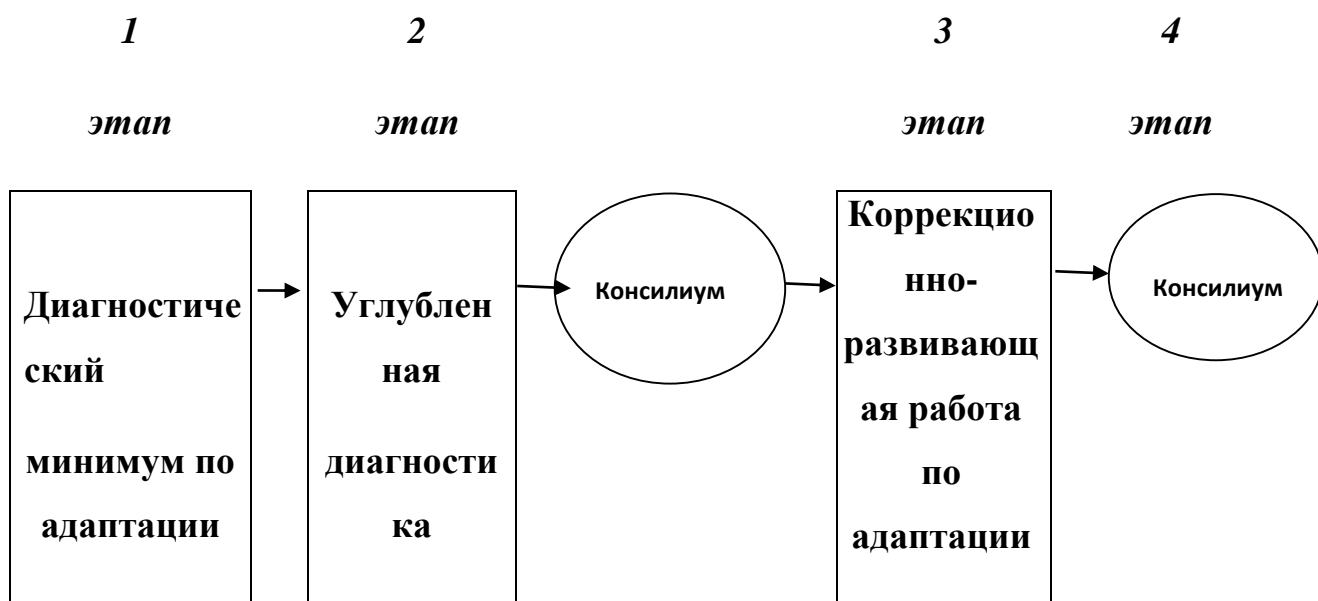 1 2 3 4
этап этап этап этап
Диагностиче
ский
минимум по
адаптации
Углублен
ная
диагности
ка
Консилиум
Коррекцио
нно-
развивающ
ая работа
по
адаптации
Консилиум